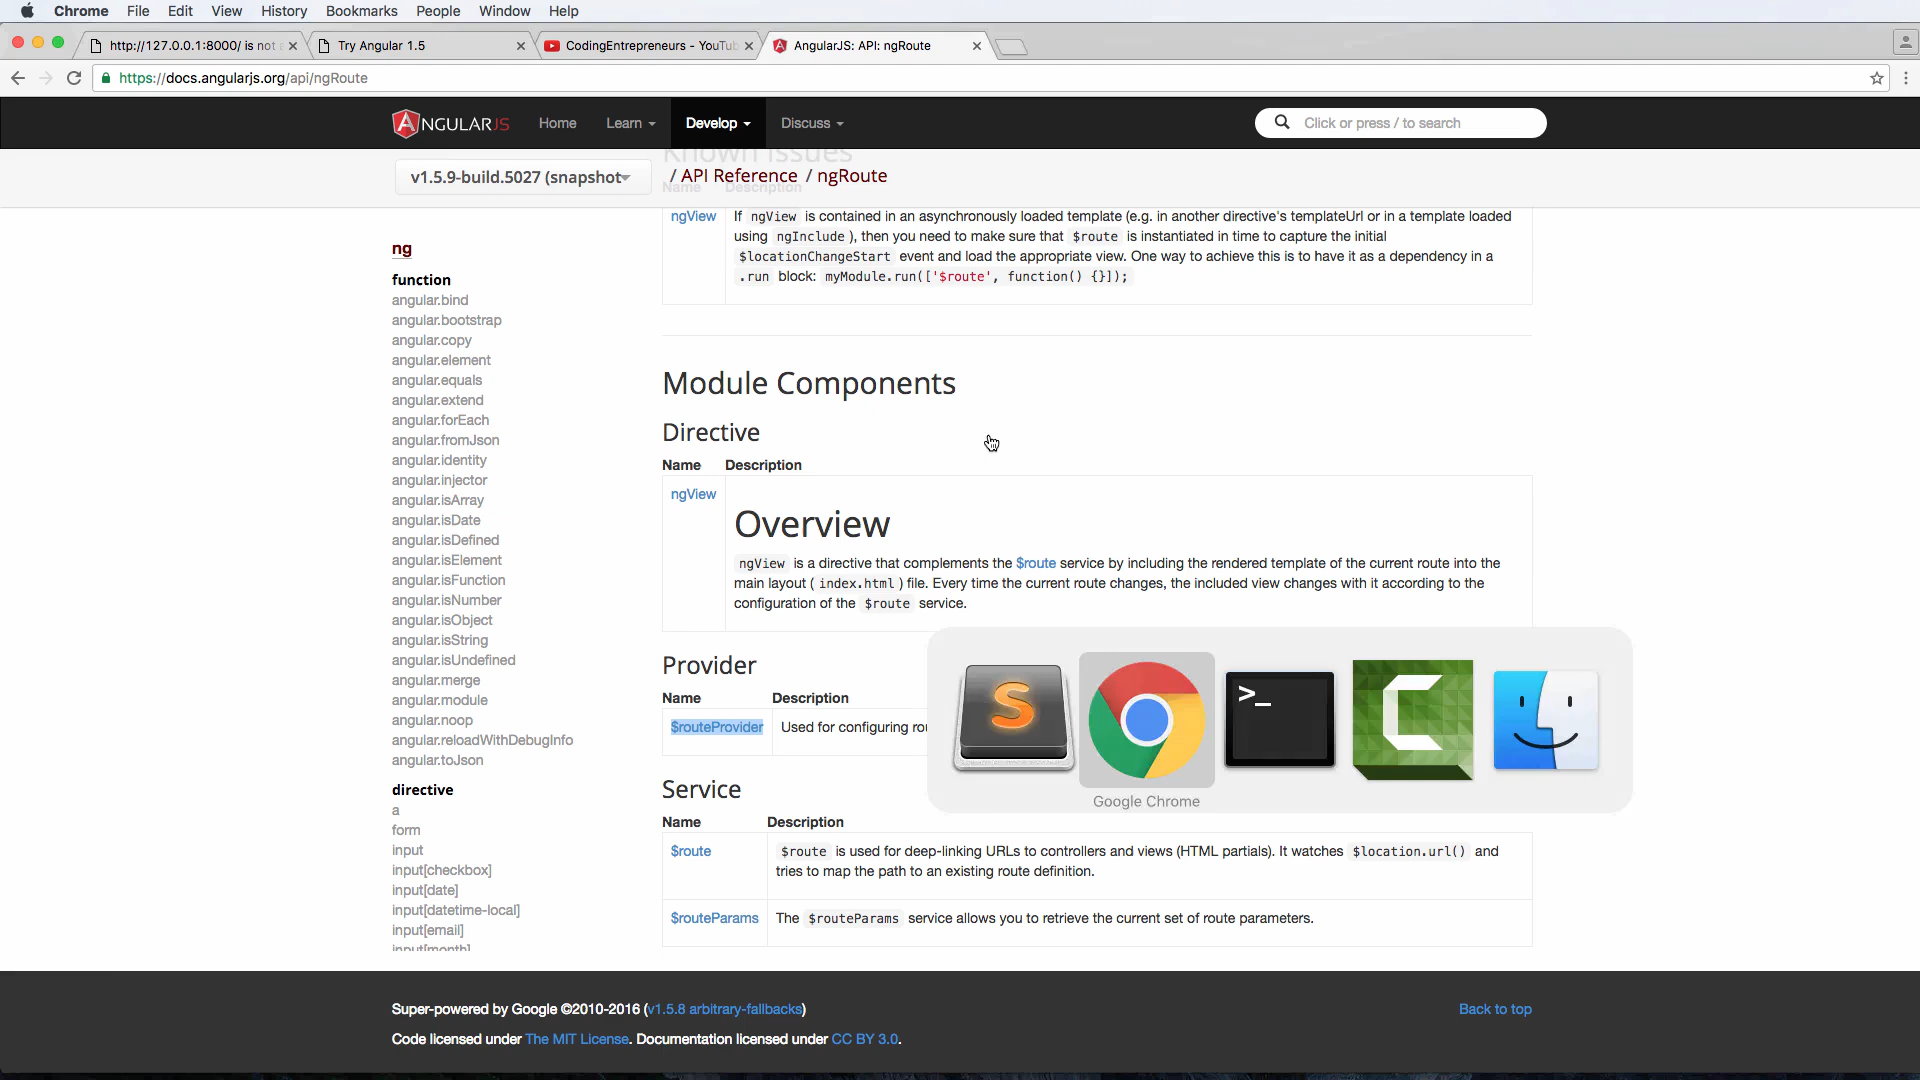 Chrome File Edit View History Bookmarks People Window Help
http://127.0.0.1:8000/ is not
Try Angular 1.5
CodingEntrepreneurs - YouTub
AngularJS: API: ngRoute
https://docs.angularjs.org/api/ngRoute
ANGULARJS Home Learn Develop Discuss
Click or press / to search
Known Issues
v1.5.9-build.5027 (snapshot
/ API Reference / ngRoute
Name Description
ng
function
angular.bind
angular.bootstrap
angular.copy
angular.element
angular.equals
angular.extend
angular.forEach
angular.fromJson
angular.identity
angular.injector
angular.isArray
angular.isDate
angular.isDefined
angular.isElement
angular.isFunction
angular.isNumber
angular.isObject
angular.isString
angular.isUndefined
angular.merge
angular.module
angular.noop
angular.reloadWithDebugInfo
angular.toJson
directive
a
form
input
input[checkbox]
input[date]
input[datetime-local]
input[email]
input[month]
ngView If ngView is contained in an asynchronously loaded template (e.g. in another directive's templateUrl or in a template loaded
using ngInclude ), then you need to make sure that $route is instantiated in time to capture the initial
$locationChangeStart event and load the appropriate view. One way to achieve this is to have it as a dependency in a
.run block: myModule.run(['$route', function() {}]);
Module Components
Directive
Name Description
ngView
Overview
ngView is a directive that complements the $route service by including the rendered template of the current route into the
main layout ( index.html ) file. Every time the current route changes, the included view changes with it according to the
configuration of the $route service.
Provider
Name Description
$routeProvider Used for configuring
Google Chrome
Service
Name Description
$route $route is used for deep-linking URLs to controllers and views (HTML partials). It watches $location.url() and
tries to map the path to an existing route definition.
$routeParams The $routeParams service allows you to retrieve the current set of route parameters.
Super-powered by Google ©2010-2016 (v1.5.8 arbitrary-fallbacks)
Back to top
Code licensed under The MIT License. Documentation licensed under CC BY 3.0.